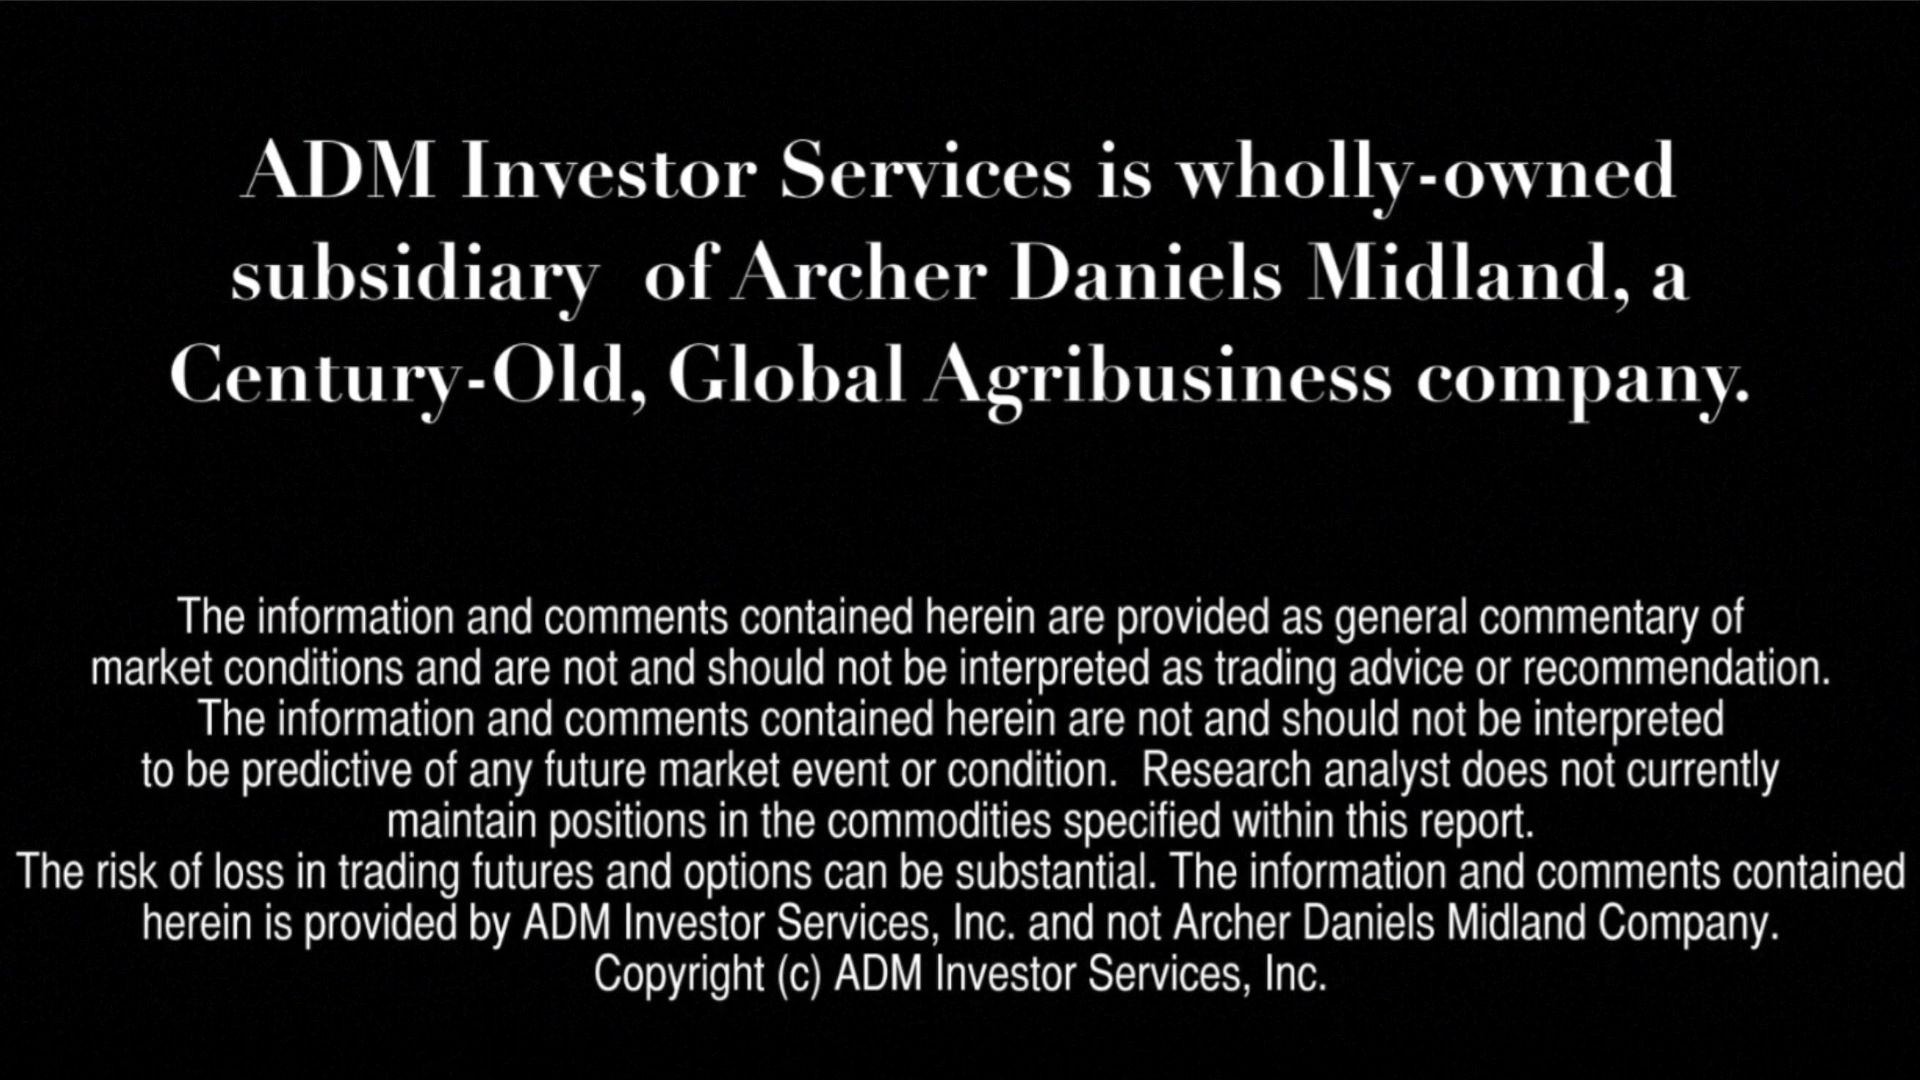 ADM Investor Services is wholly-owned
subsidiary  of Archer Daniels Midland, a
Century-Old, Global Agribusiness company.
The information and comments contained herein are provided as general commentary of
market conditions and are not and should not be interpreted as trading advice or recommendation.
The information and comments contained herein are not and should not be interpreted
to be predictive of any future market event or condition.  Research analyst does not currently
maintain positions in the commodities specified within this report.
The risk of loss in trading futures and options can be substantial. The information and comments contained
herein is provided by ADM Investor Services, Inc. and not Archer Daniels Midland Company.
Copyright (c) ADM Investor Services, Inc.